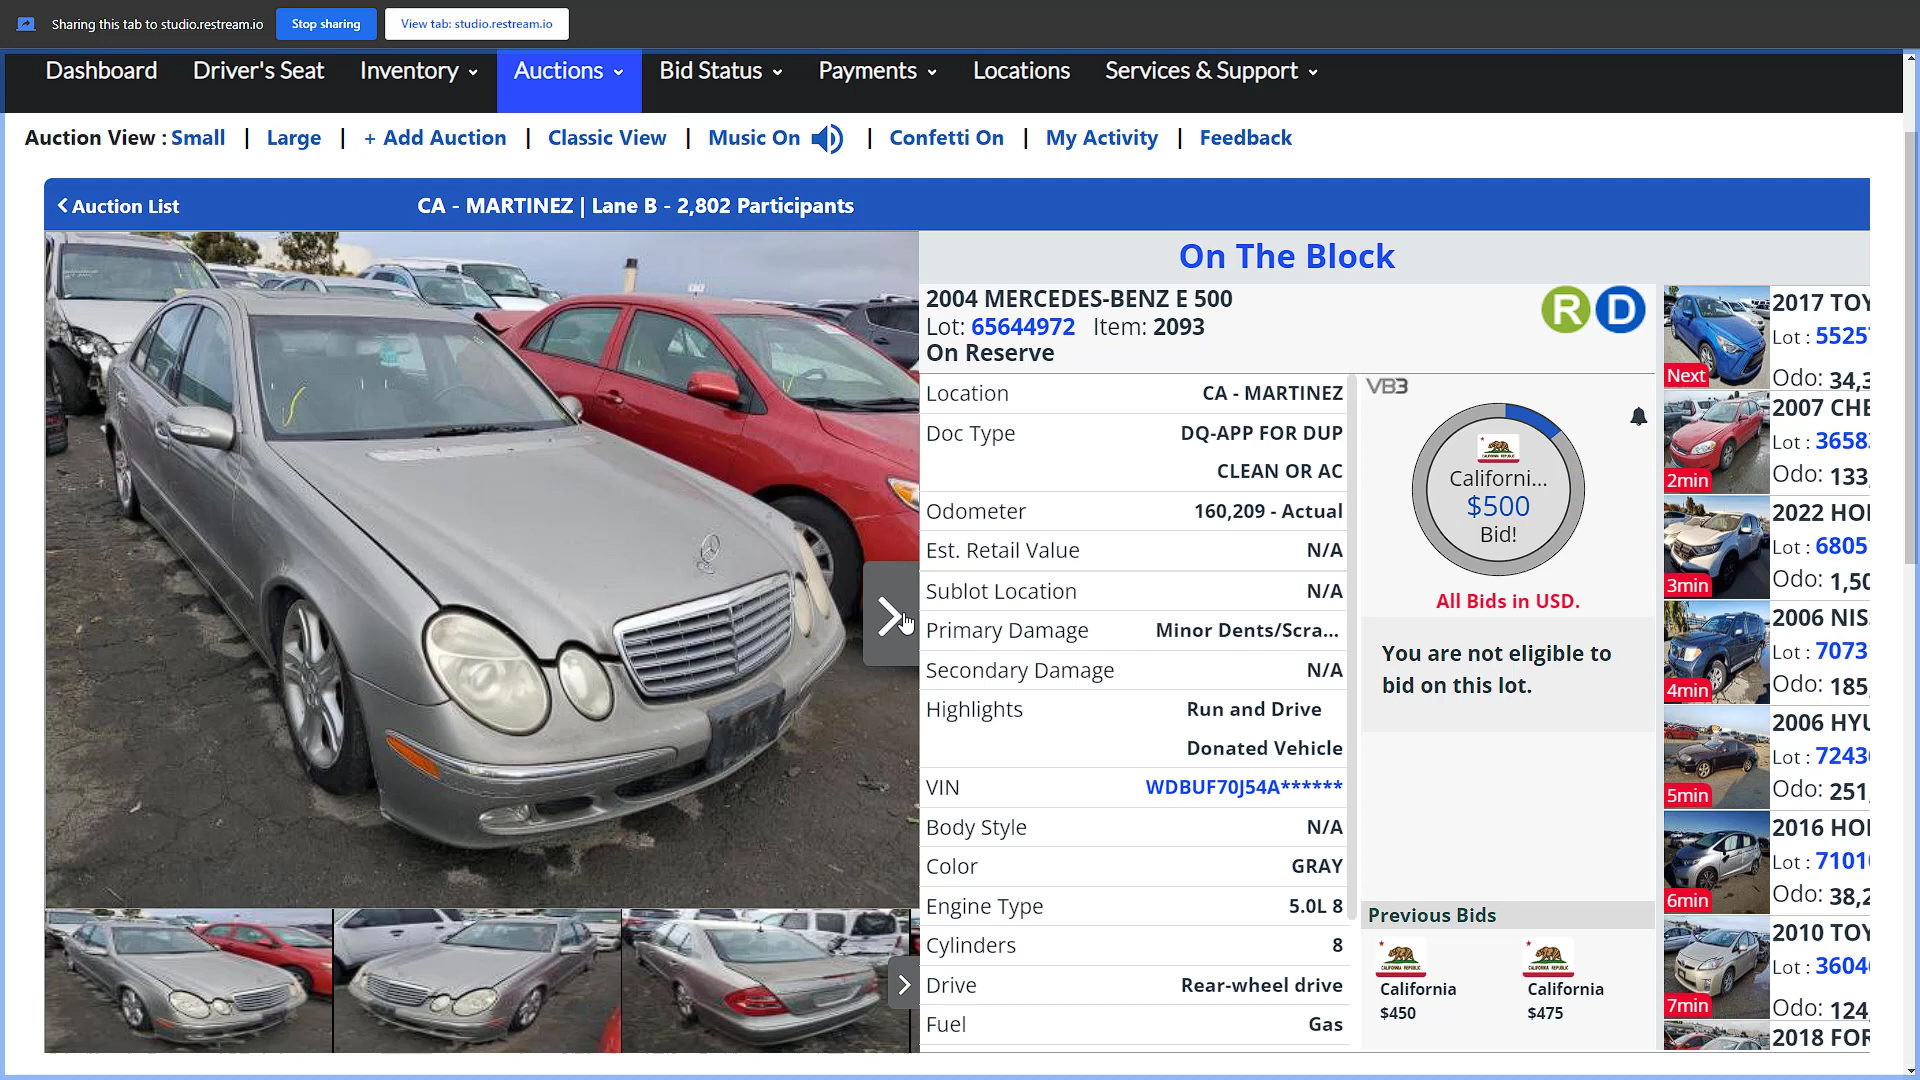 Sharing this tab to studio.restream.io
Stop sharing
View tab: studio.restream.io
Dashboard
Driver's Seat
Inventory
Auctions
Bid Status
Payments
Locations
Services & Support
Auction View : Small | Large | + Add Auction | Classic View | Music On | Confetti On | My Activity | Feedback
Auction List
CA - MARTINEZ | Lane B - 2,802 Participants
On The Block
2004 MERCEDES-BENZ E 500
Lot: 65644972 Item: 2093
On Reserve
R D
Location CA - MARTINEZ
Doc Type DQ-APP FOR DUP
CLEAN OR AC
Odometer 160,209 - Actual
Est. Retail Value N/A
Sublot Location N/A
Primary Damage Minor Dents/Scra...
Secondary Damage N/A
Highlights Run and Drive
Donated Vehicle
VIN WDBUF70J54A******
Body Style N/A
Color GRAY
Engine Type 5.0L 8
Cylinders 8
Drive Rear-wheel drive
Fuel Gas
VB3
CALIFORNIA REPUBLIC
Californi...
$500
Bid!
All Bids in USD.
You are not eligible to
bid on this lot.
Previous Bids
CALIFORNIA REPUBLIC
California
$450
CALIFORNIA REPUBLIC
California
$475
2017 TOY
Lot : 5525
Odo: 34,3
Next
2007 CHE
Lot : 3658
Odo: 133,
2min
2022 HO
Lot : 6805
Odo: 1,50
3min
2006 NIS
Lot : 7073
Odo: 185,
4min
2006 HYU
Lot : 7243
Odo: 251,
5min
2016 HO
Lot : 7101
Odo: 38,2
6min
2010 TOY
Lot : 3604
Odo: 124,
7min
2018 FOR